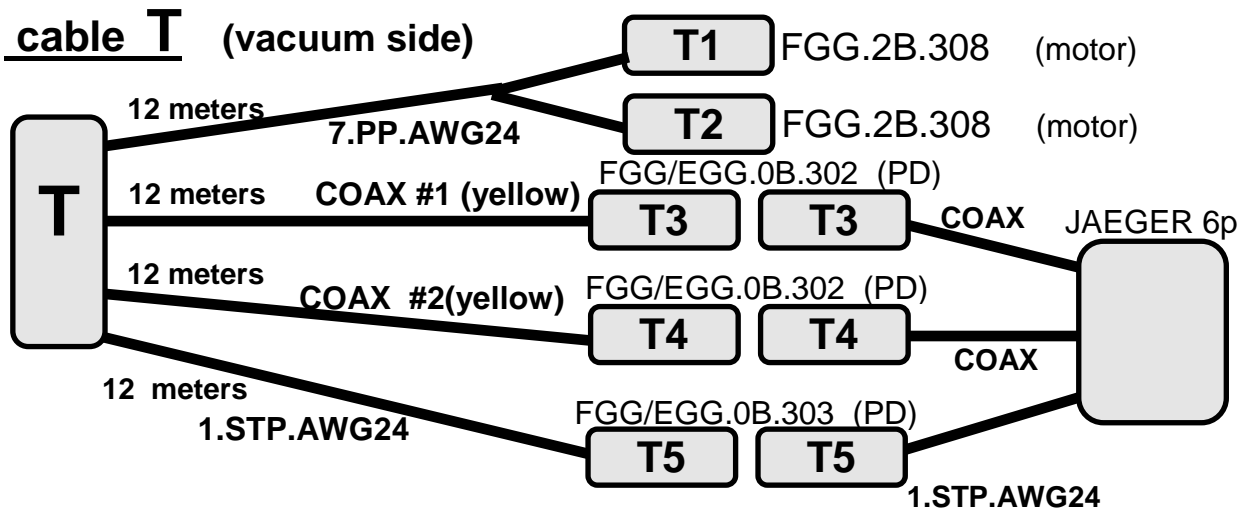 cable T (vacuum side)
T1 FGG.2B.308 (motor)
12 meters
7.PP.AWG24
T2 FGG.2B.308 (motor)
T
FGG/EGG.0B.302 (PD)
12 meters COAX #1 (yellow)
T3 T3 COAX JAEGER 6p
12 meters
COAX #2(yellow) FGG/EGG.0B.302 (PD)
T4 T4
COAX
12 meters
1.STP.AWG24
FGG/EGG.0B.303 (PD)
T5 T5
1.STP.AWG24